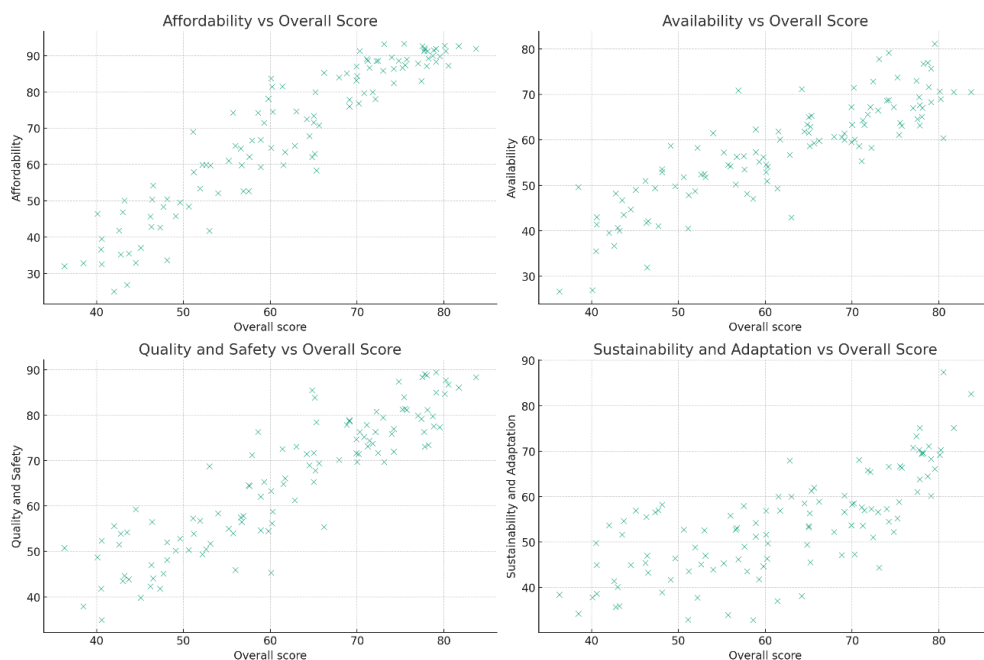 Affordability vs Overall Score
Affordability
90
80
70
60
50
40
30
40 50 60 70 80
Overall score
Availability vs Overall Score
Availability
80
70
60
50
40
30
40 50 60 70 80
Overall score
Quality and Safety vs Overall Score
Quality and Safety
90
80
70
60
50
40
40 50 60 70 80
Overall score
Sustainability and Adaptation vs Overall Score
Sustainability and Adaptation
90
80
70
60
50
40
40 50 60 70 80
Overall score